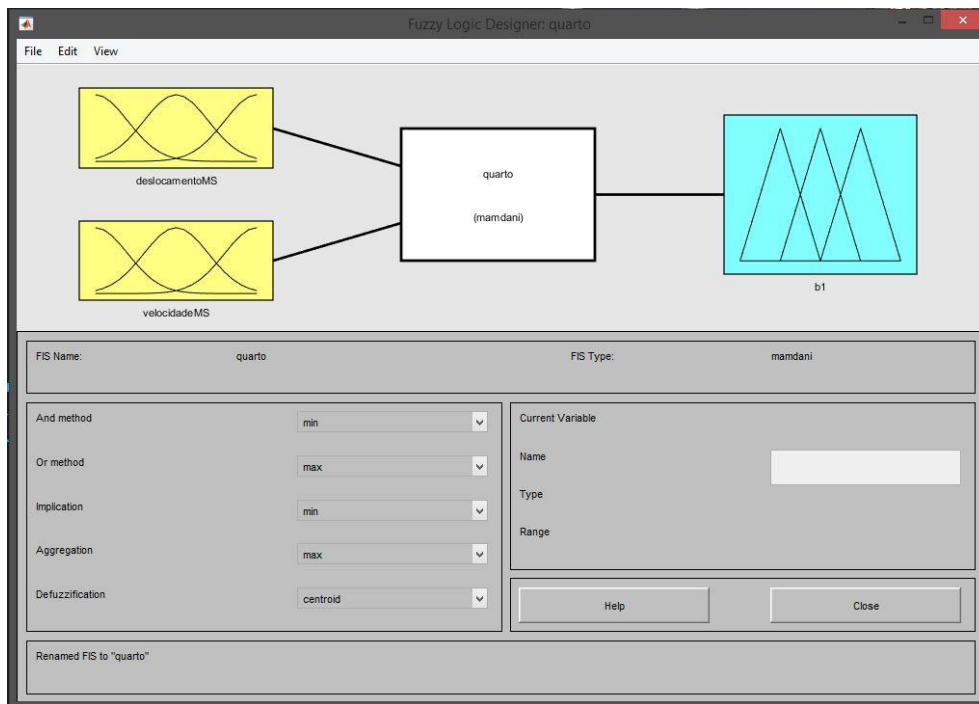 Fuzzy Logic Designer: quarto
File Edit View
deslocamentoMS
velocidadeMS
quarto
(mamdani)
b1
FIS Name: quarto FIS Type: mamdani
And method min
Or method max
Implication min
Aggregation max
Defuzzification centroid
Current Variable
Name
Type
Range
Help Close
Renamed FIS to "quarto"